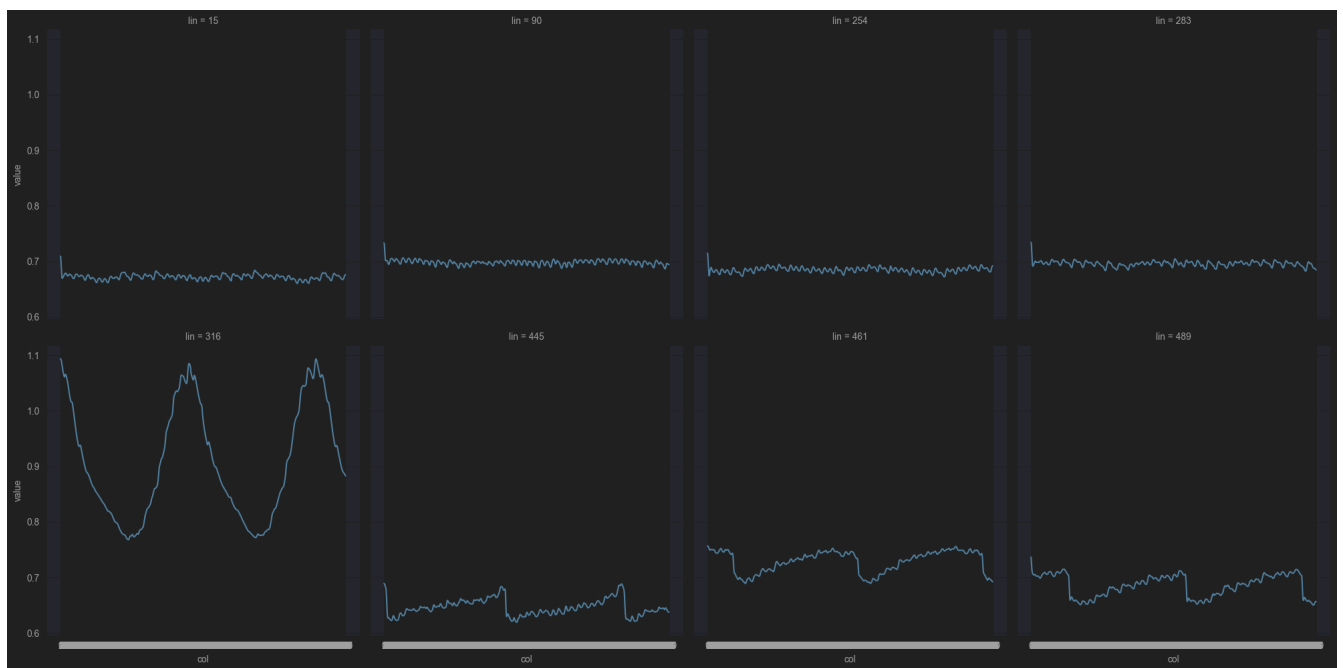 lin = 15
lin = 90
lin = 254
lin = 283
1.1
1.0
0.9
0.8
0.7
0.6
value
lin = 316
lin = 445
lin = 461
lin = 489
1.1
1.0
0.9
0.8
0.7
0.6
value
col
col
col
col